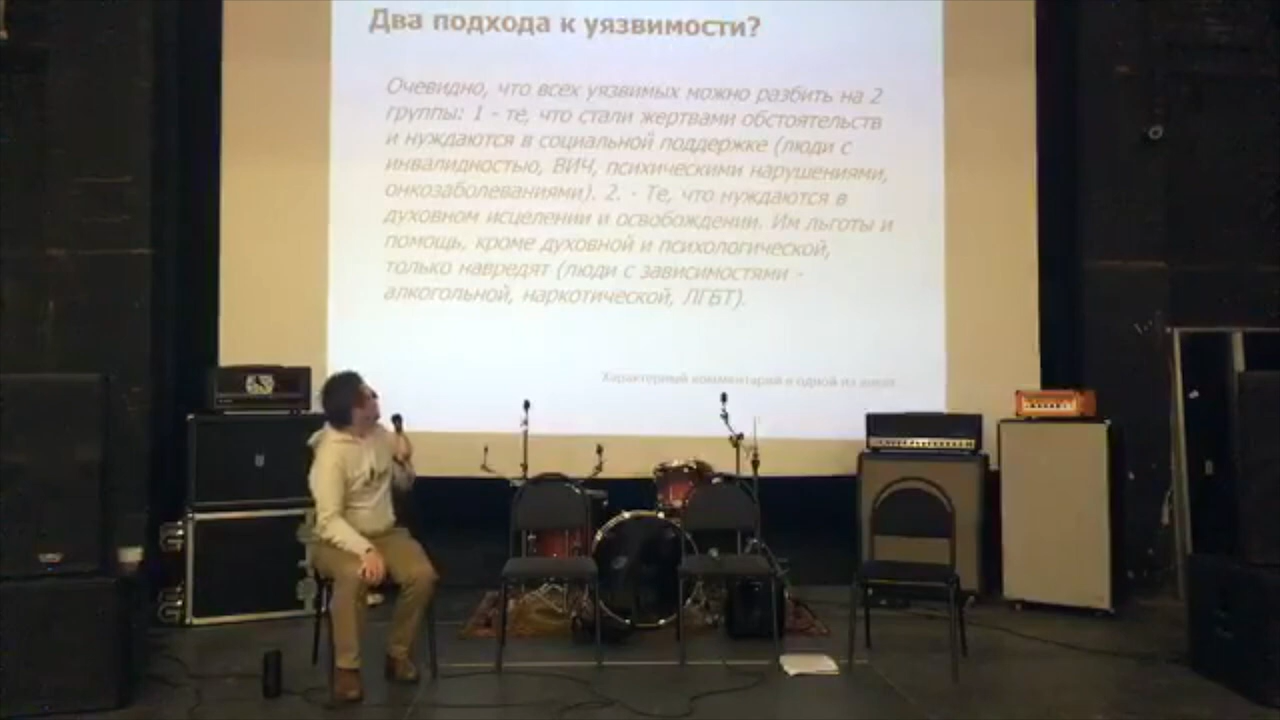 Два подхода к уязвимости?
Очевидно, что всех уязвимых можно разбить на 2
группы: 1 - те, что стали жертвами обстоятельств
и нуждаются в социальной поддержке (люди с
инвалидностью, ВИЧ, психическими нарушениями,
онкозаболеваниями). 2. - Те, что нуждаются в
духовном исцелении и освобождении. Им льготы и
помощь, кроме духовной и психологической,
только навредят (люди с зависимостями -
алкогольной, наркотической, ЛГБТ).
Характерный комментарий в одной из